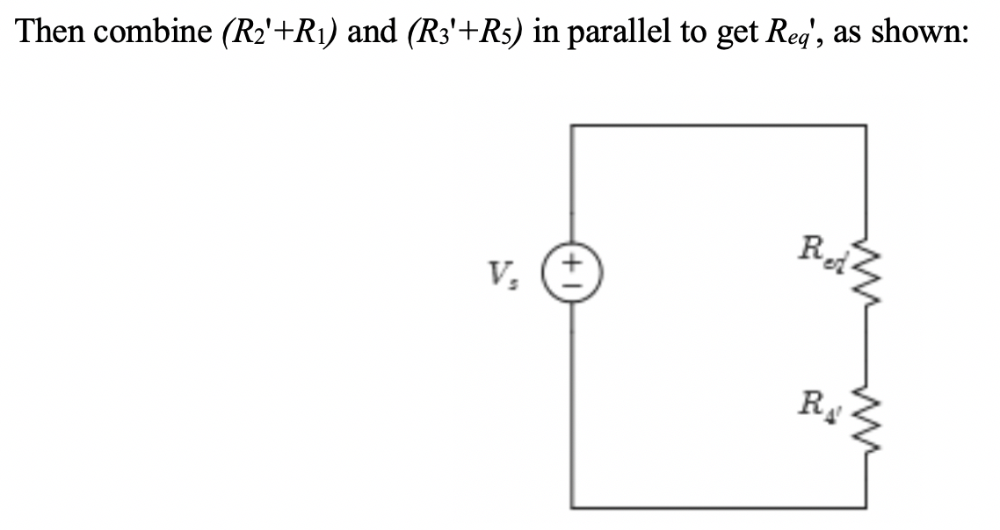 Then combine (R2'+R1) and (R3'+R5) in parallel to get Req', as shown:
Req'
Vs
+
R4'